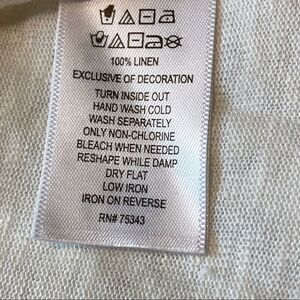 100% LINEN
EXCLUSIVE OF DECORATION
TURN INSIDE OUT
HAND WASH COLD
WASH SEPARATELY
ONLY NON-CHLORINE
BLEACH WHEN NEEDED
RESHAPE WHILE DAMP
DRY FLAT
LOW IRON
IRON ON REVERSE
RN# 75343